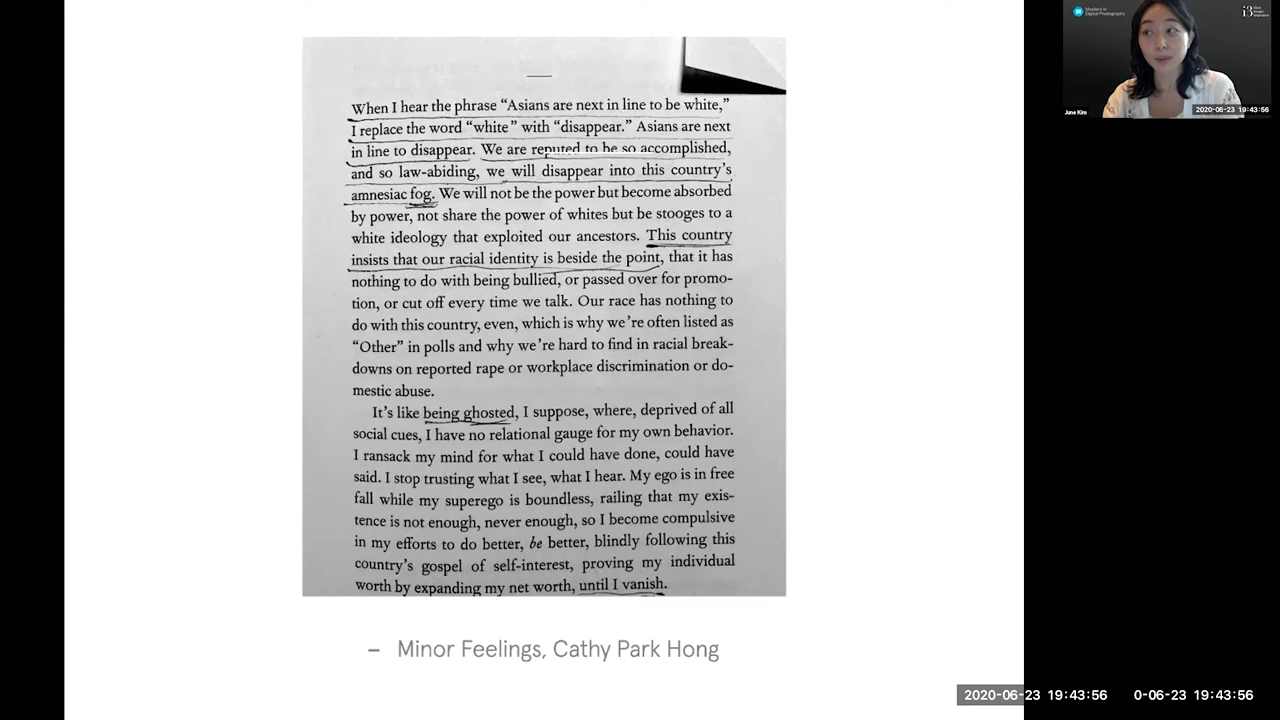 When I hear the phrase “Asians are next in line to be white,”
I replace the word “white” with “disappear.” Asians are next
in line to disappear. We are reputed to be so accomplished,
and so law-abiding, we will disappear into this country’s
amnesiac fog. We will not be the power but become absorbed
by power, not share the power of whites but be stooges to a
white ideology that exploited our ancestors. This country
insists that our racial identity is beside the point, that it has
nothing to do with being bullied, or passed over for promo-
tion, or cut off every time we talk. Our race has nothing to
do with this country, even, which is why we’re often listed as
“Other” in polls and why we’re hard to find in racial break-
downs on reported rape or workplace discrimination or do-
mestic abuse.
It’s like being ghosted, I suppose, where, deprived of all
social cues, I have no relational gauge for my own behavior.
I ransack my mind for what I could have done, could have
said. I stop trusting what I see, what I hear. My ego is in free
fall while my superego is boundless, railing that my exis-
tence is not enough, never enough, so I become compulsive
in my efforts to do better, be better, blindly following this
country’s gospel of self-interest, proving my individual
worth by expanding my net worth, until I vanish.
– Minor Feelings, Cathy Park Hong
Masters in
Digital Photography
i3
June Kim
2020-06-23 19:43:56
2020-06-23 19:43:56
0-06-23 19:43:56